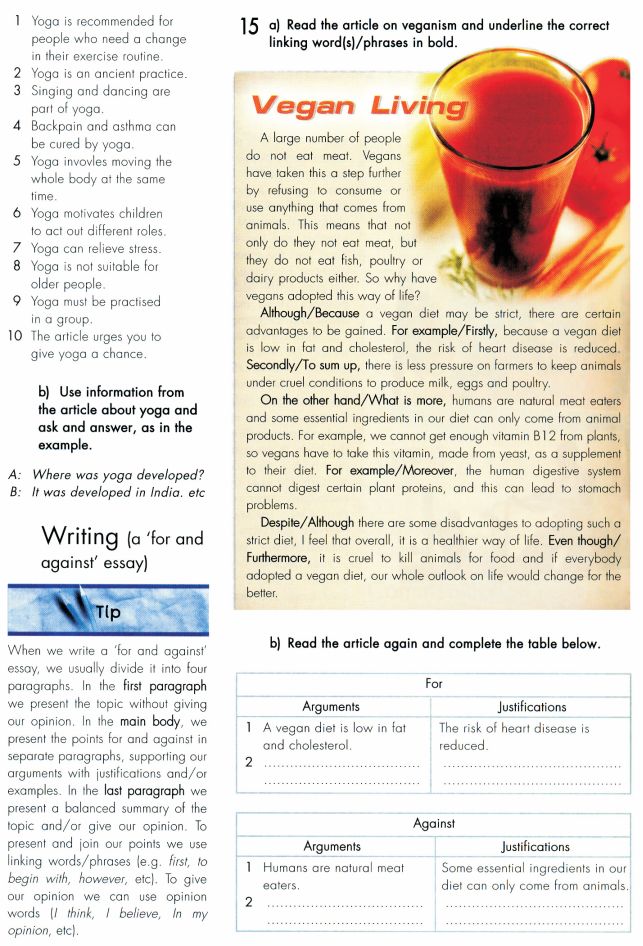 1 Yoga is recommended for
people who need a change
in their exercise routine.
2 Yoga is an ancient practice.
3 Singing and dancing are
part of yoga.
4 Backpain and asthma can
be cured by yoga.
5 Yoga invovles moving the
whole body at the same
time.
6 Yoga motivates children
to act out different roles.
7 Yoga can relieve stress.
8 Yoga is not suitable for
older people.
9 Yoga must be practised
in a group.
10 The article urges you to
give yoga a chance.
b) Use information from
the article about yoga and
ask and answer, as in the
example.
A: Where was yoga developed?
B: It was developed in India. etc
Writing (a 'for and
against' essay)
Tip
When we write a 'for and against'
essay, we usually divide it into four
paragraphs. In the first paragraph
we present the topic without giving
our opinion. In the main body, we
present the points for and against in
separate paragraphs, supporting our
arguments with justifications and/or
examples. In the last paragraph we
present a balanced summary of the
topic and/or give our opinion. To
present and join our points we use
linking words/phrases (e.g. first, to
begin with, however, etc). To give
our opinion we can use opinion
words (I think, I believe, In my
opinion, etc).
15 a) Read the article on veganism and underline the correct
linking word(s)/phrases in bold.
Vegan Living
A large number of people
do not eat meat. Vegans
have taken this a step further
by refusing to consume or
use anything that comes from
animals. This means that not
only do they not eat meat, but
they do not eat fish, poultry or
dairy products either. So why have
vegans adopted this way of life?
Although/Because a vegan diet may be strict, there are certain
advantages to be gained. For example/Firstly, because a vegan diet
is low in fat and cholesterol, the risk of heart disease is reduced.
Secondly/To sum up, there is less pressure on farmers to keep animals
under cruel conditions to produce milk, eggs and poultry.
On the other hand/What is more, humans are natural meat eaters
and some essential ingredients in our diet can only come from animal
products. For example, we cannot get enough vitamin B12 from plants,
so vegans have to take this vitamin, made from yeast, as a supplement
to their diet. For example/Moreover, the human digestive system
cannot digest certain plant proteins, and this can lead to stomach
problems.
Despite/Although there are some disadvantages to adopting such a
strict diet, I feel that overall, it is a healthier way of life. Even though/
Furthermore, it is cruel to kill animals for food and if everybody
adopted a vegan diet, our whole outlook on life would change for the
better.
b) Read the article again and complete the table below.
For
Arguments Justifications
1 A vegan diet is low in fat The risk of heart disease is
and cholesterol. reduced.
2 ........................................ ........................................
........................................ ........................................
Against
Arguments Justifications
1 Humans are natural meat Some essential ingredients in our
eaters. diet can only come from animals.
2 ........................................ ........................................
........................................ ........................................